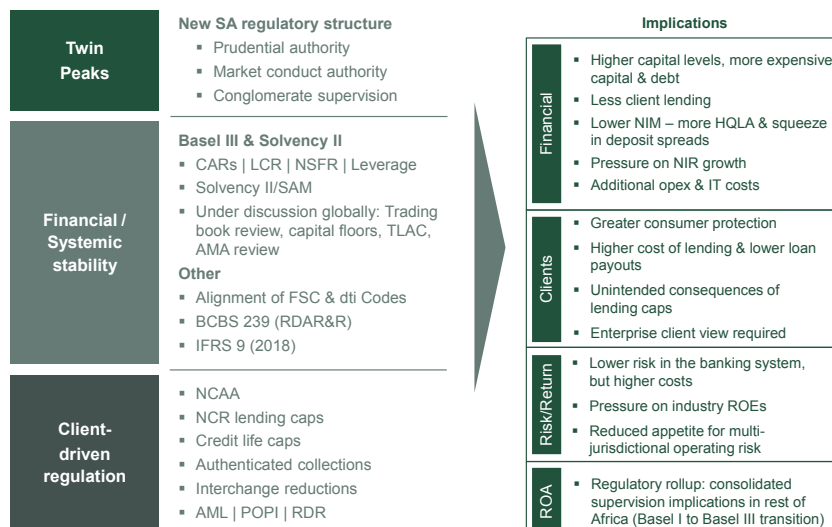 Twin
Peaks
New SA regulatory structure
▪ Prudential authority
▪ Market conduct authority
▪ Conglomerate supervision
Financial /
Systemic
stability
Basel III & Solvency II
▪ CARs | LCR | NSFR | Leverage
▪ Solvency II/SAM
▪ Under discussion globally: Trading
book review, capital floors, TLAC,
AMA review
Other
▪ Alignment of FSC & dti Codes
▪ BCBS 239 (RDAR&R)
▪ IFRS 9 (2018)
Client-
driven
regulation
▪ NCAA
▪ NCR lending caps
▪ Credit life caps
▪ Authenticated collections
▪ Interchange reductions
▪ AML | POPI | RDR
Implications
Financial
▪ Higher capital levels, more expensive
capital & debt
▪ Less client lending
▪ Lower NIM – more HQLA & squeeze
in deposit spreads
▪ Pressure on NIR growth
▪ Additional opex & IT costs
Clients
▪ Greater consumer protection
▪ Higher cost of lending & lower loan
payouts
▪ Unintended consequences of
lending caps
▪ Enterprise client view required
Risk/Return
▪ Lower risk in the banking system,
but higher costs
▪ Pressure on industry ROEs
▪ Reduced appetite for multi-
jurisdictional operating risk
ROA
▪ Regulatory rollup: consolidated
supervision implications in rest of
Africa (Basel I to Basel III transition)